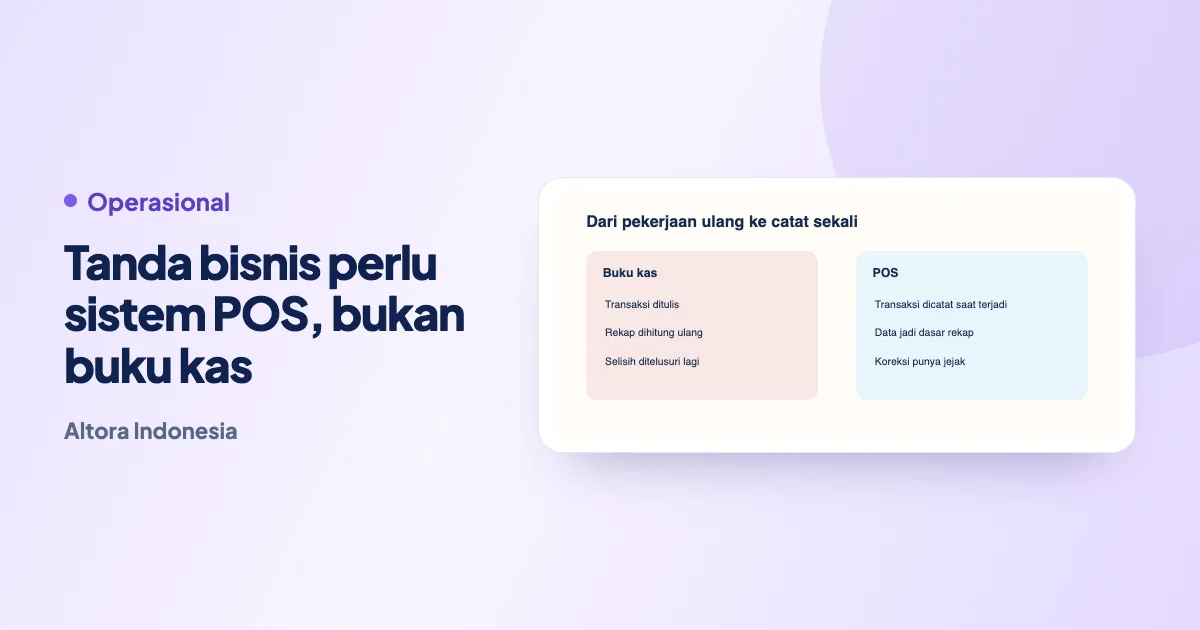 Operasional
Tanda bisnis perlu
sistem POS, bukan
buku kas
Altora Indonesia
Dari pekerjaan ulang ke catat sekali
Buku kas
Transaksi ditulis
Rekap dihitung ulang
Selisih ditelusuri lagi
POS
Transaksi dicatat saat terjadi
Data jadi dasar rekap
Koreksi punya jejak